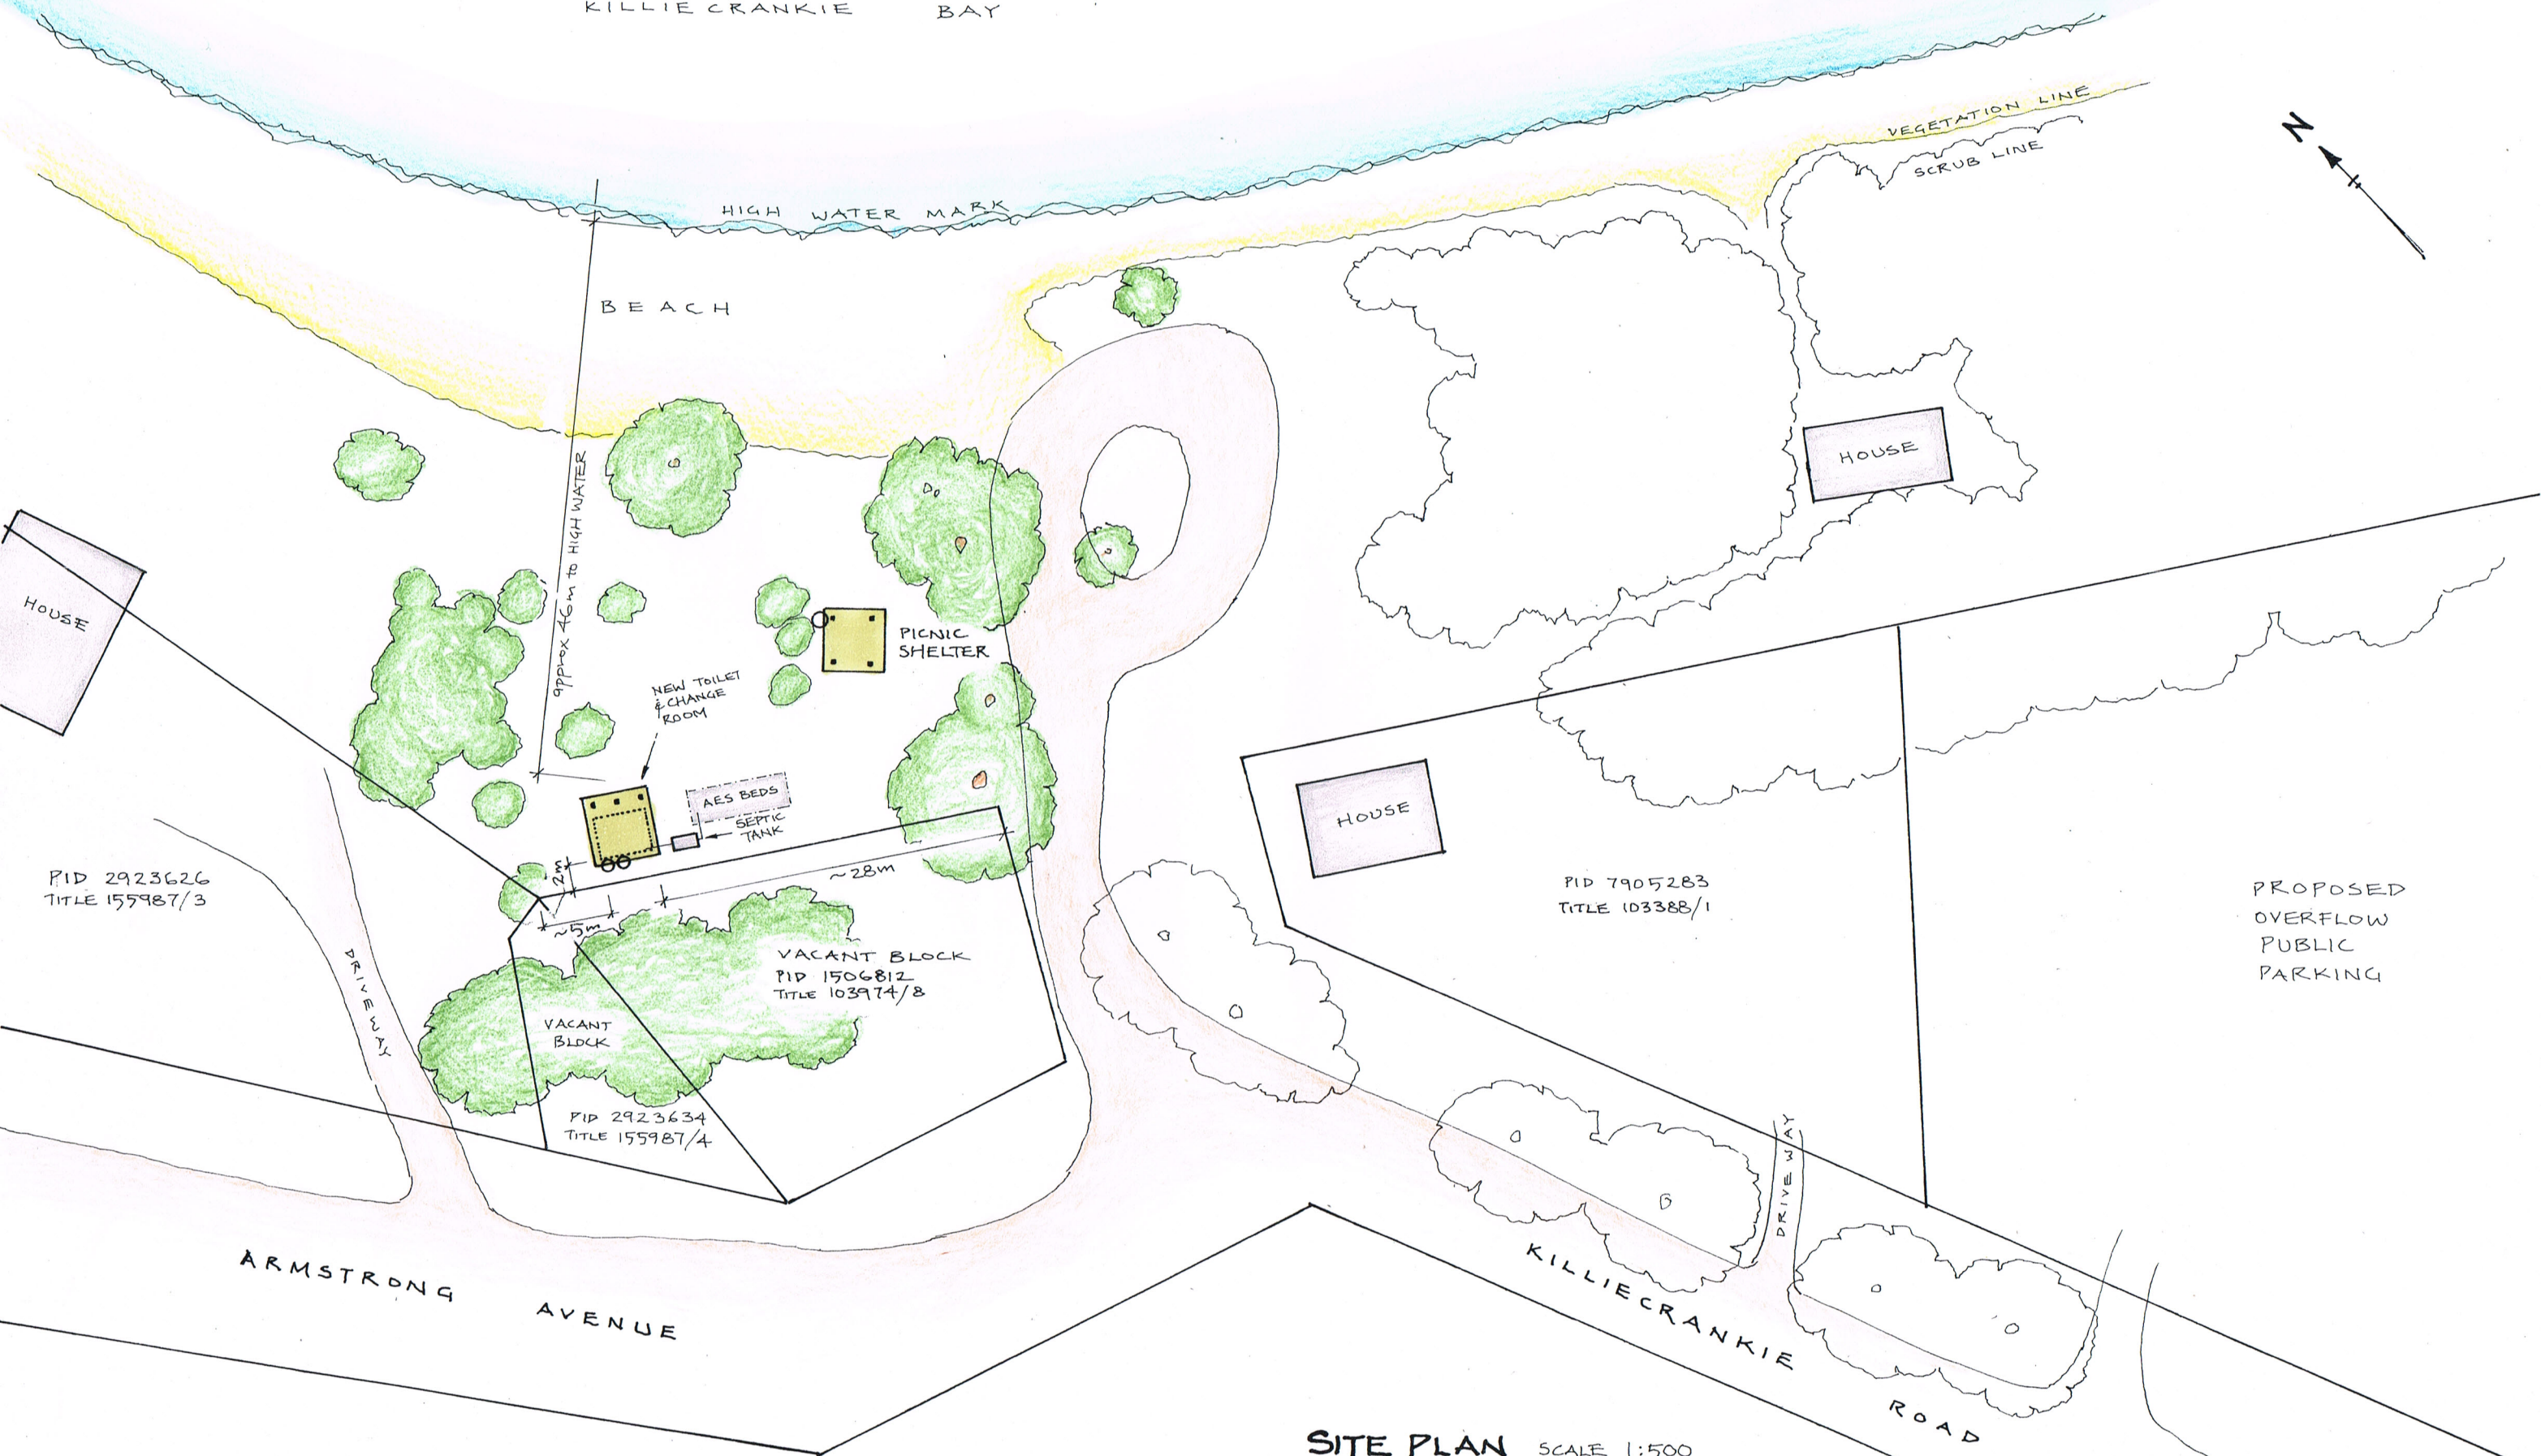 KILLIECRANKIE BAY
N
VEGETATION LINE
SCRUB LINE
HIGH WATER MARK
BEACH
HOUSE
approx 46m to HIGH WATER
HOUSE
PICNIC
SHELTER
NEW TOILET
& CHANGE
ROOM
AES BEDS
SEPTIC
TANK
HOUSE
~2m
~28m
~5m
PID 2923626
TITLE 155987/3
PID 7905283
TITLE 103388/1
PROPOSED
OVERFLOW
PUBLIC
PARKING
DRIVEWAY
VACANT BLOCK
PID 1506812
TITLE 103974/8
VACANT
BLOCK
PID 2923634
TITLE 155987/4
DRIVEWAY
ARMSTRONG AVENUE
KILLIECRANKIE ROAD
SITE PLAN SCALE 1:500